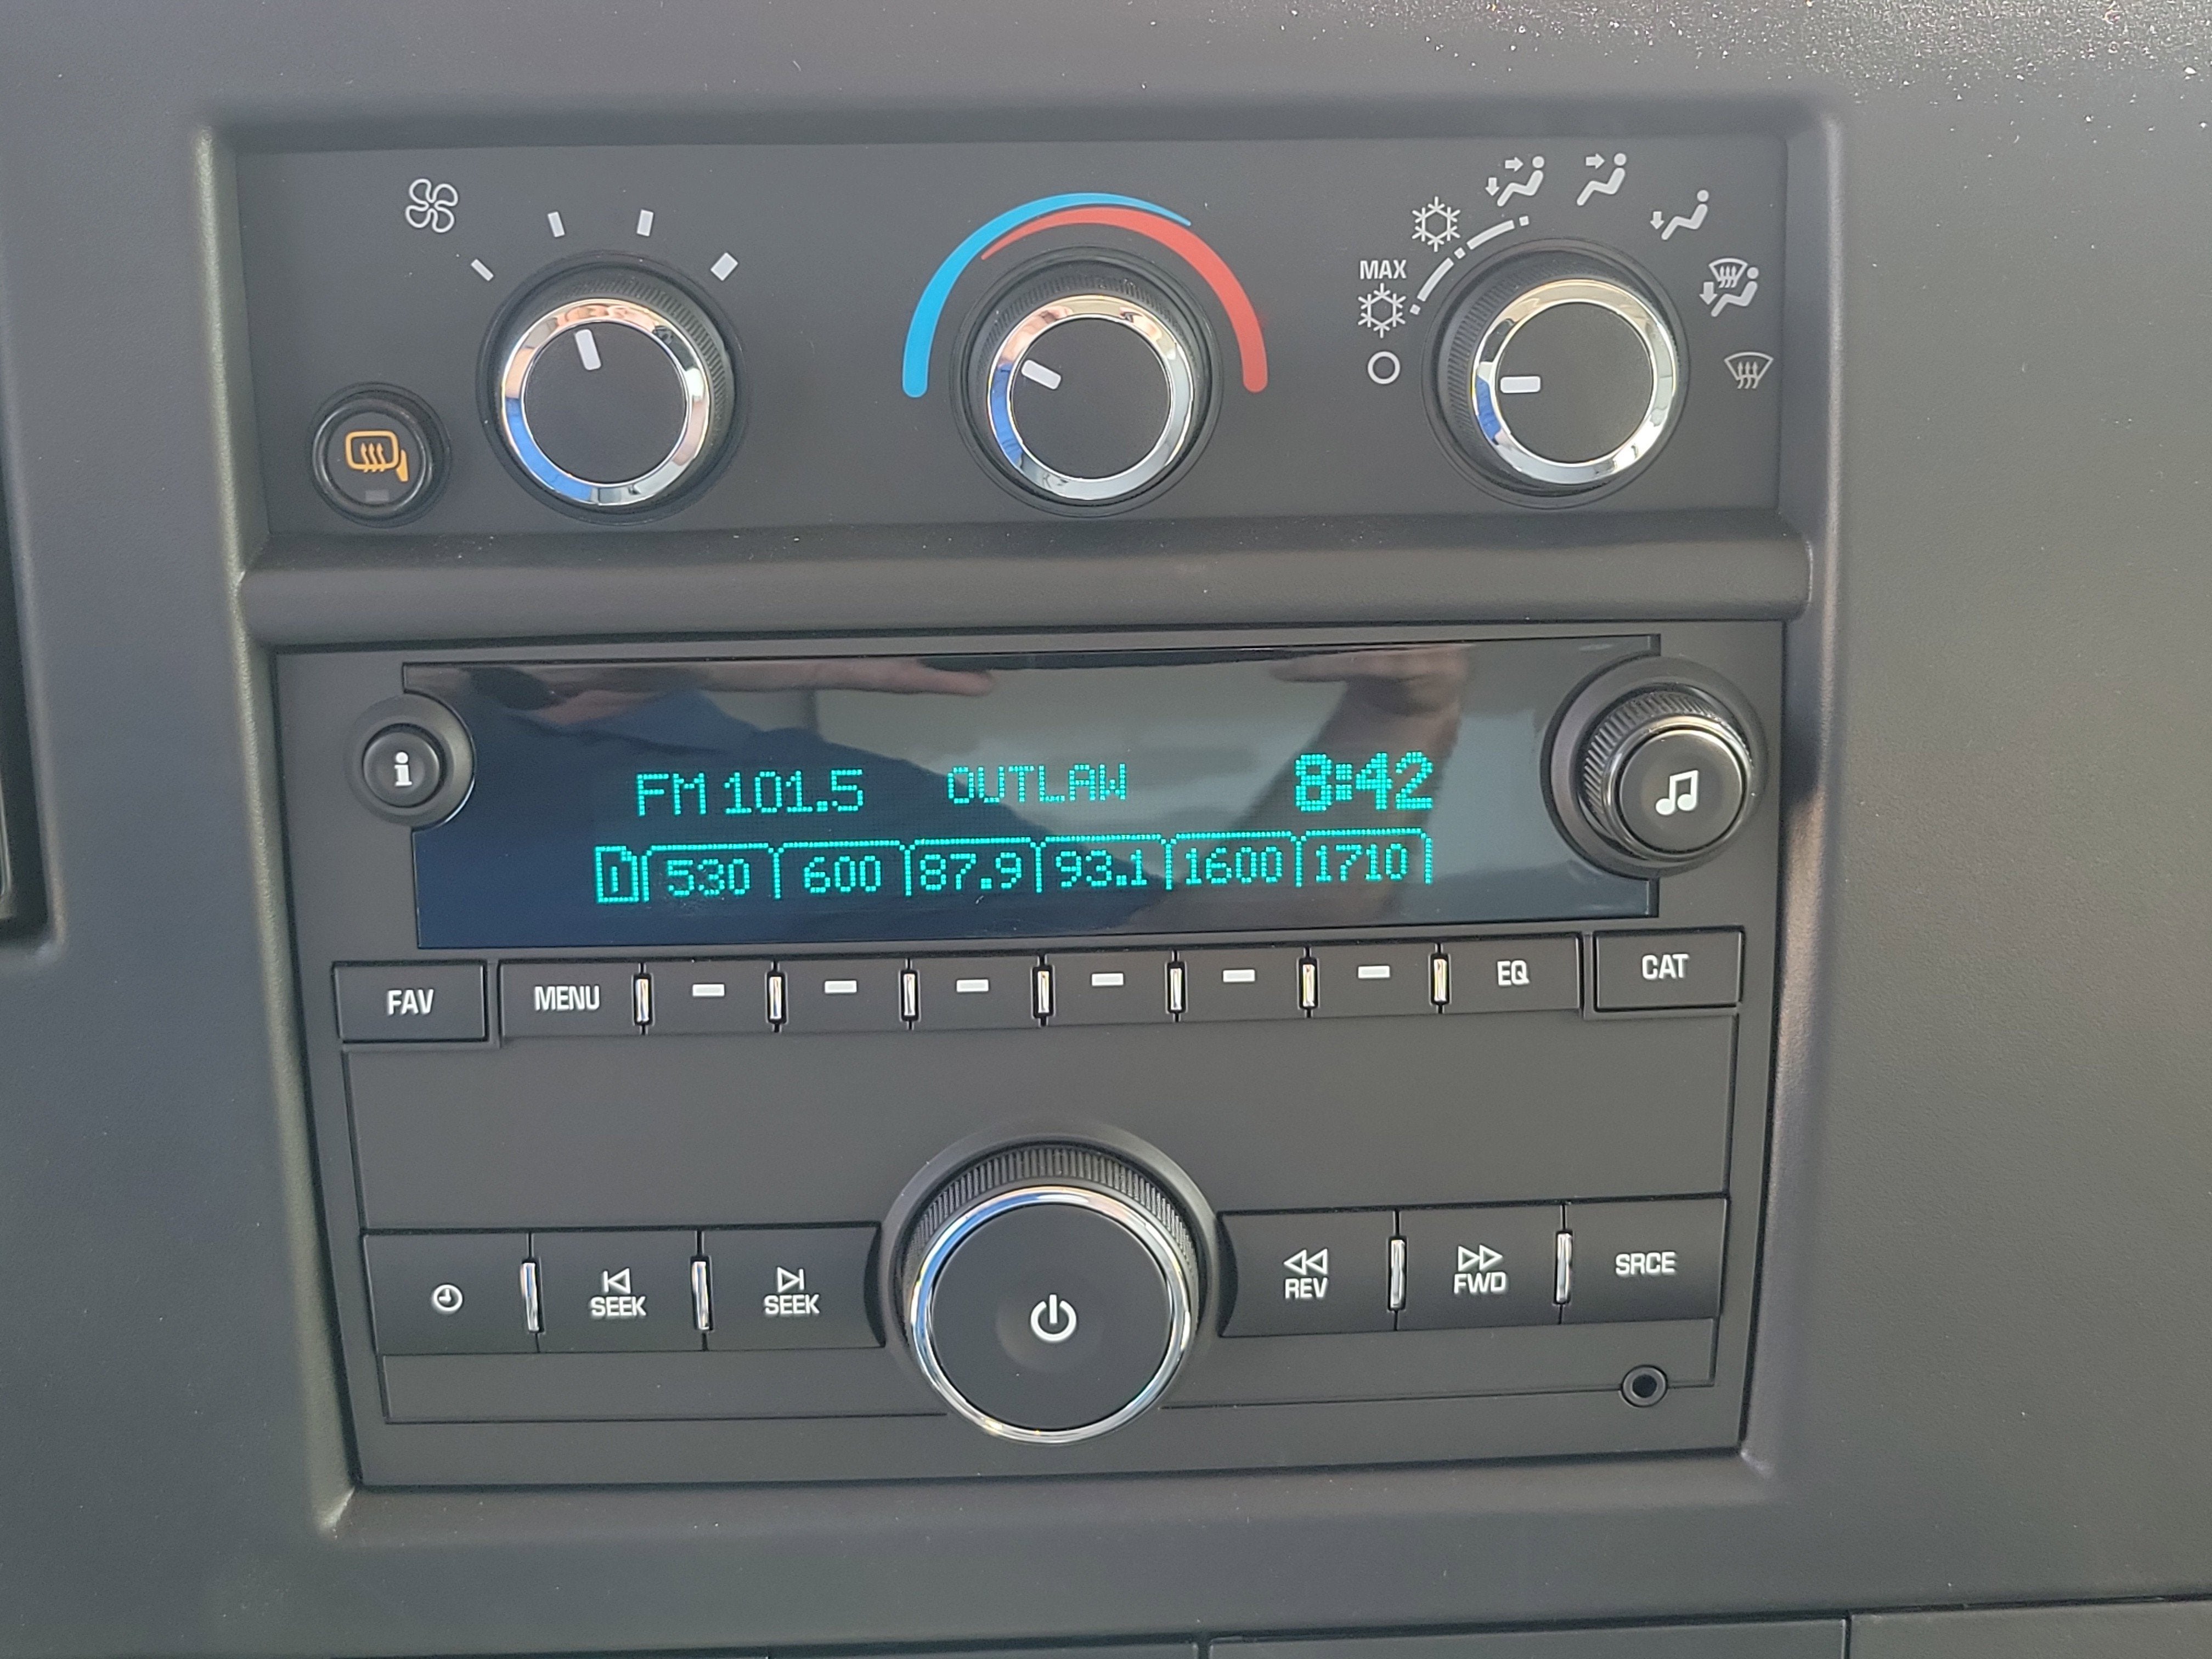 MAX
i
FM 101.5 OUTLAW 8:42
1 530 600 87.9 93.1 1600 1710
FAV MENU EQ CAT
SEEK SEEK REV FWD SRCE